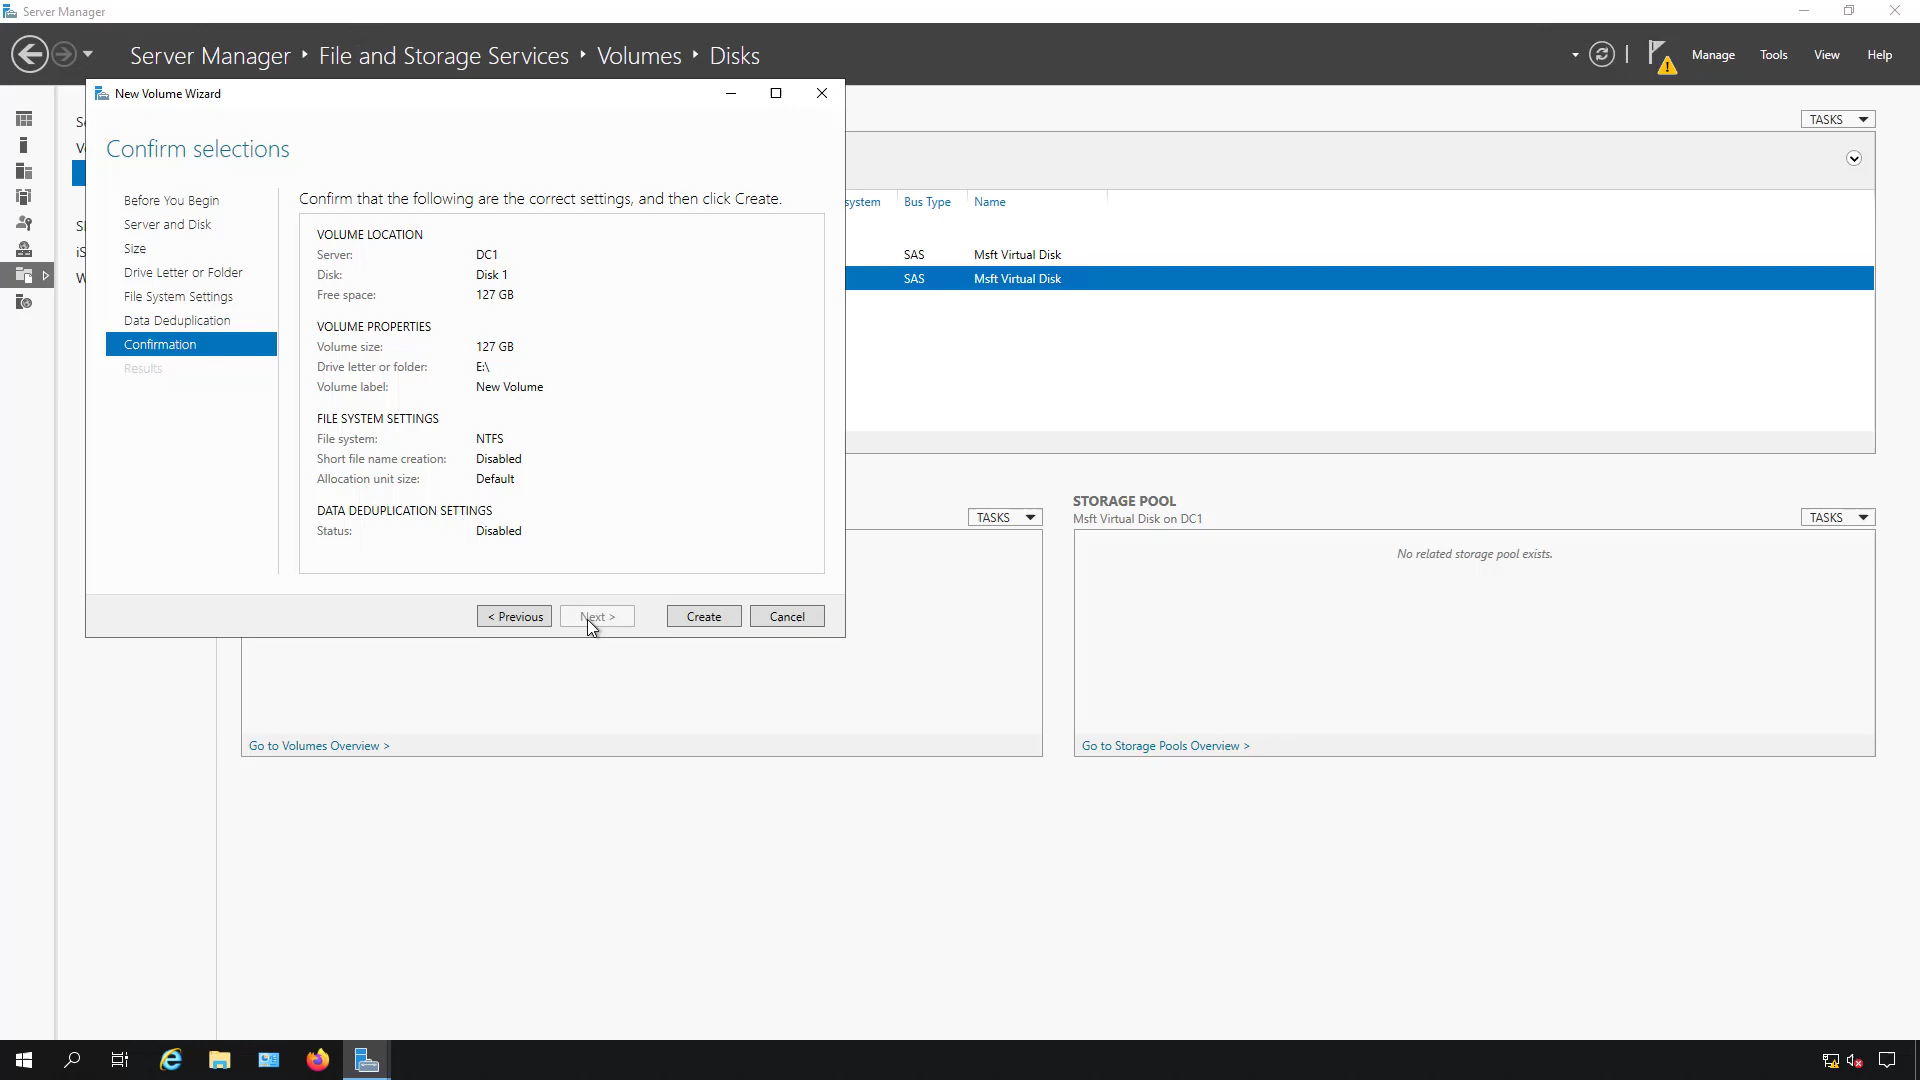 Server Manager
Server Manager ‣ File and Storage Services ‣ Volumes ‣ Disks
Manage Tools View Help
New Volume Wizard
Confirm selections
Before You Begin
Server and Disk
Size
Drive Letter or Folder
File System Settings
Data Deduplication
Confirmation
Results
Confirm that the following are the correct settings, and then click Create.
VOLUME LOCATION
Server: DC1
Disk: Disk 1
Free space: 127 GB
VOLUME PROPERTIES
Volume size: 127 GB
Drive letter or folder: E:\
Volume label: New Volume
FILE SYSTEM SETTINGS
File system: NTFS
Short file name creation: Disabled
Allocation unit size: Default
DATA DEDUPLICATION SETTINGS
Status: Disabled
< Previous Next > Create Cancel
TASKS
system Bus Type Name
SAS Msft Virtual Disk
SAS Msft Virtual Disk
TASKS
STORAGE POOL
Msft Virtual Disk on DC1
TASKS
No related storage pool exists.
Go to Volumes Overview >
Go to Storage Pools Overview >